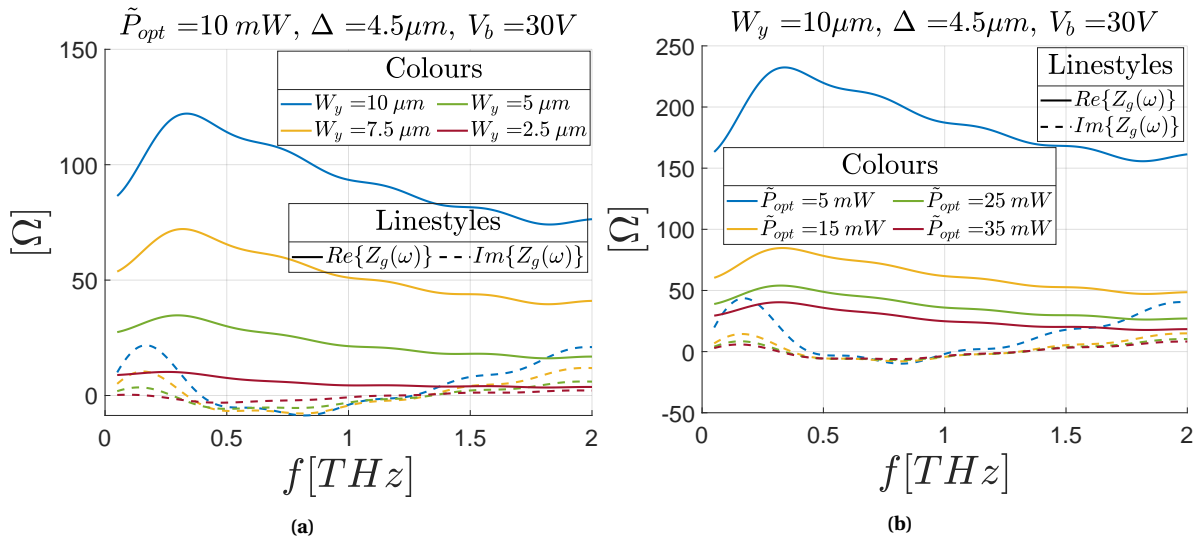 P̃_opt =10 mW, Δ =4.5μm, V_b =30V
150
100
50
0
[Ω]
Colours
W_y =10 μm
W_y =5 μm
W_y =7.5 μm
W_y =2.5 μm
Linestyles
Re{Z_g(ω)}
Im{Z_g(ω)}
0
0.5
1
1.5
2
f[THz]
(a)
W_y =10μm, Δ =4.5μm, V_b =30V
250
200
150
100
50
0
-50
[Ω]
Linestyles
Re{Z_g(ω)}
Im{Z_g(ω)}
Colours
P̃_opt =5 mW
P̃_opt =25 mW
P̃_opt =15 mW
P̃_opt =35 mW
0
0.5
1
1.5
2
f[THz]
(b)